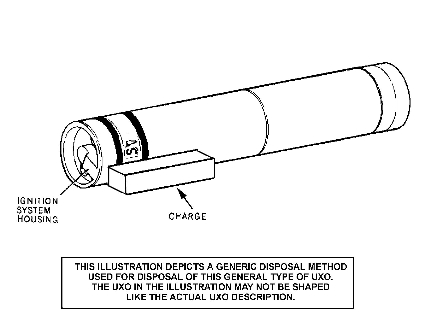 IGNITION
SYSTEM
HOUSING
CHARGE
THIS ILLUSTRATION DEPICTS A GENERIC DISPOSAL METHOD
USED FOR DISPOSAL OF THIS GENERAL TYPE OF UXO.
THE UXO IN THE ILLUSTRATION MAY NOT BE SHAPED
LIKE THE ACTUAL UXO DESCRIPTION.